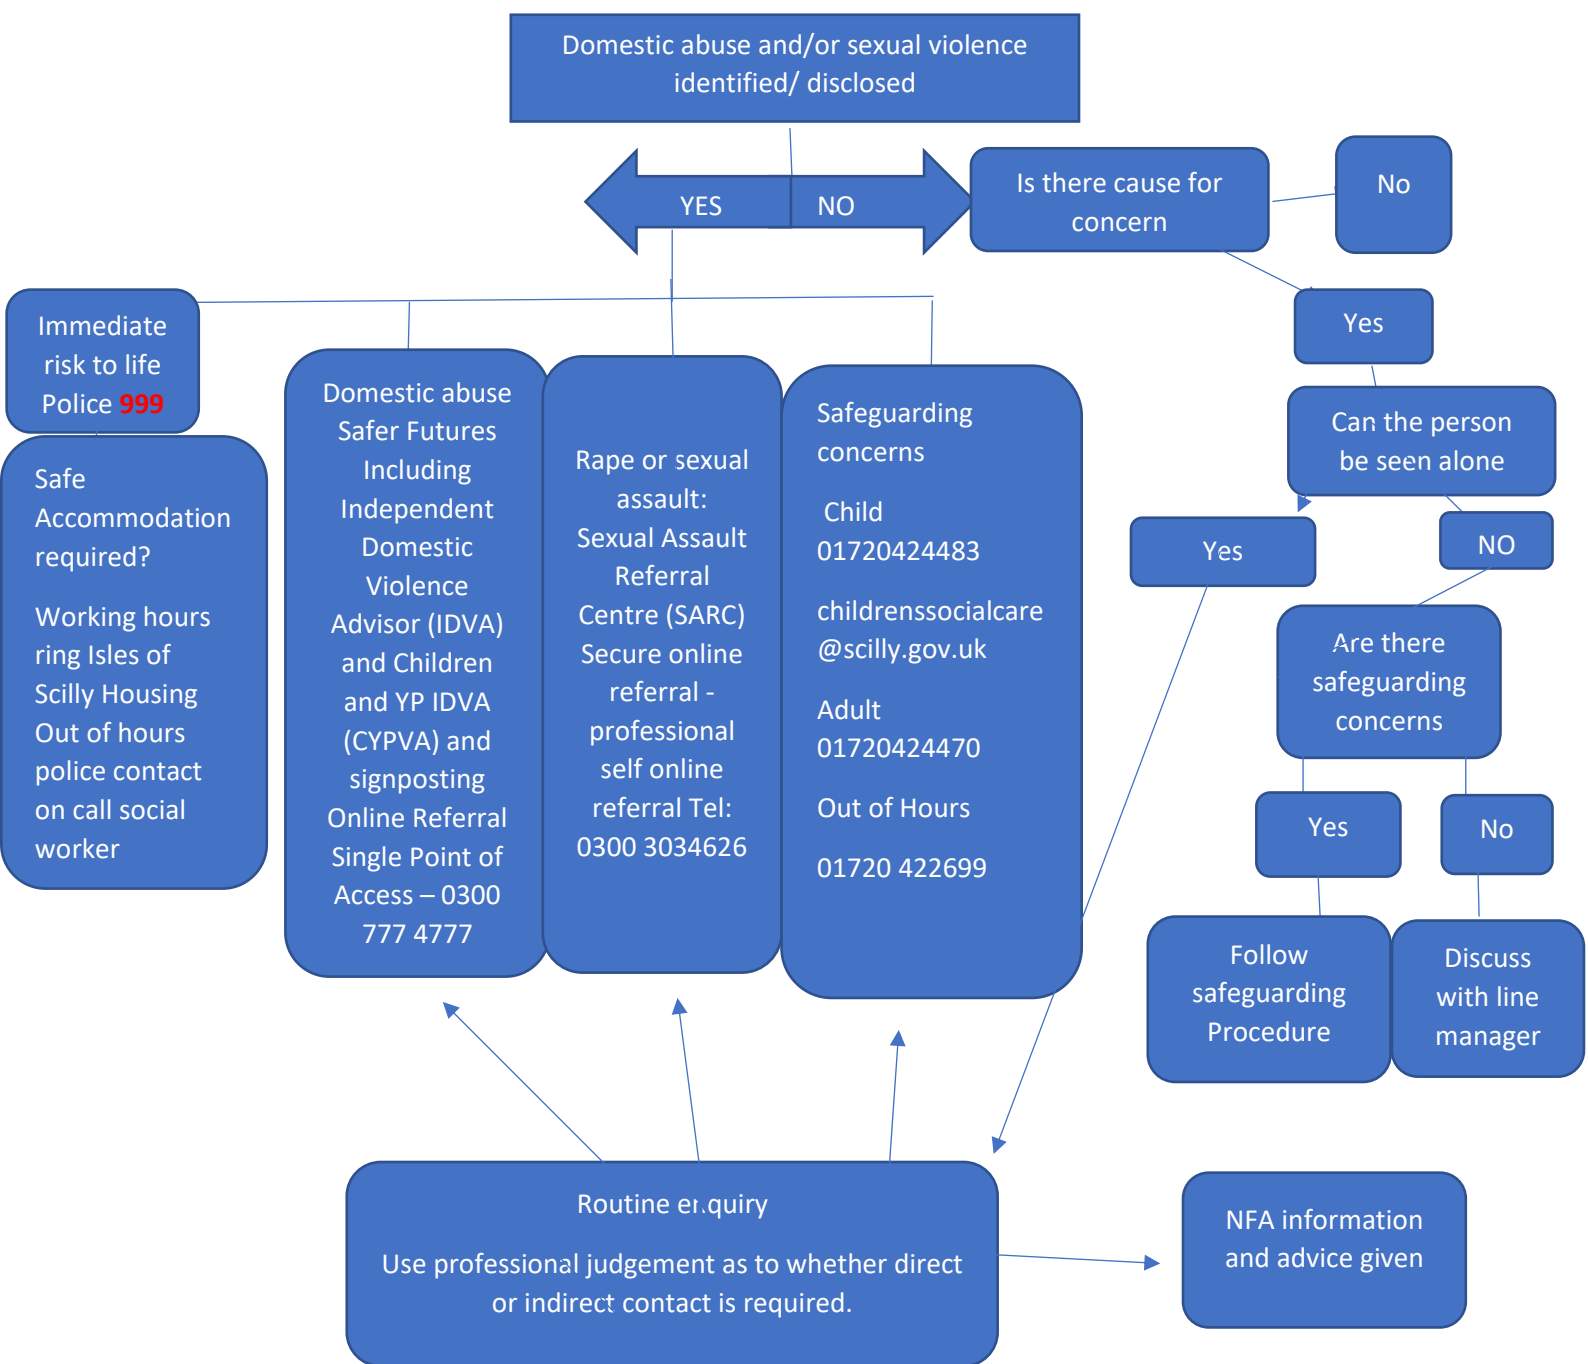 Domestic abuse and/or sexual violence
identified/ disclosed
YES
NO
Is there cause for
concern
No
Yes
Can the person
be seen alone
Yes
NO
Are there
safeguarding
concerns
Yes
No
Follow
safeguarding
Procedure
Discuss
with line
manager
Immediate
risk to life
Police 999
Safe
Accommodation
required?
Working hours
ring Isles of
Scilly Housing
Out of hours
police contact
on call social
worker
Domestic abuse
Safer Futures
Including
Independent
Domestic
Violence
Advisor (IDVA)
and Children
and YP IDVA
(CYPVA) and
signposting
Online Referral
Single Point of
Access – 0300
777 4777
Rape or sexual
assault:
Sexual Assault
Referral
Centre (SARC)
Secure online
referral -
professional
self online
referral Tel:
0300 3034626
Safeguarding
concerns
Child
01720424483
childrenssocialcare
@scilly.gov.uk
Adult
01720424470
Out of Hours
01720 422699
Routine enquiry
Use professional judgement as to whether direct
or indirect contact is required.
NFA information
and advice given